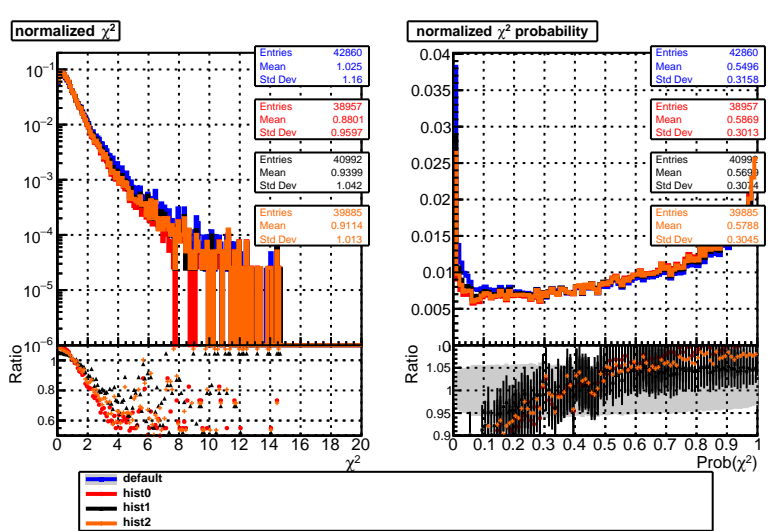 normalized χ²
normalized χ² probability
Entries 42860
Mean 1.025
Std Dev 1.16
Entries 38957
Mean 0.8801
Std Dev 0.9597
Entries 40992
Mean 0.9399
Std Dev 1.042
Entries 39885
Mean 0.9114
Std Dev 1.013
10⁻¹
10⁻²
10⁻³
10⁻⁴
10⁻⁵
10⁻⁶
Ratio
1
0.8
0.6
0 2 4 6 8 10 12 14 16 18 20
χ²
Entries 42860
Mean 0.5496
Std Dev 0.3158
Entries 38957
Mean 0.5869
Std Dev 0.3013
Entries 40992
Mean 0.5699
Std Dev 0.3074
Entries 39885
Mean 0.5788
Std Dev 0.3045
0.04
0.035
0.03
0.025
0.02
0.015
0.01
0.005
0
Ratio
1.05
1
0.95
0.9
0 0.1 0.2 0.3 0.4 0.5 0.6 0.7 0.8 0.9 1
Prob(χ²)
default
hist0
hist1
hist2